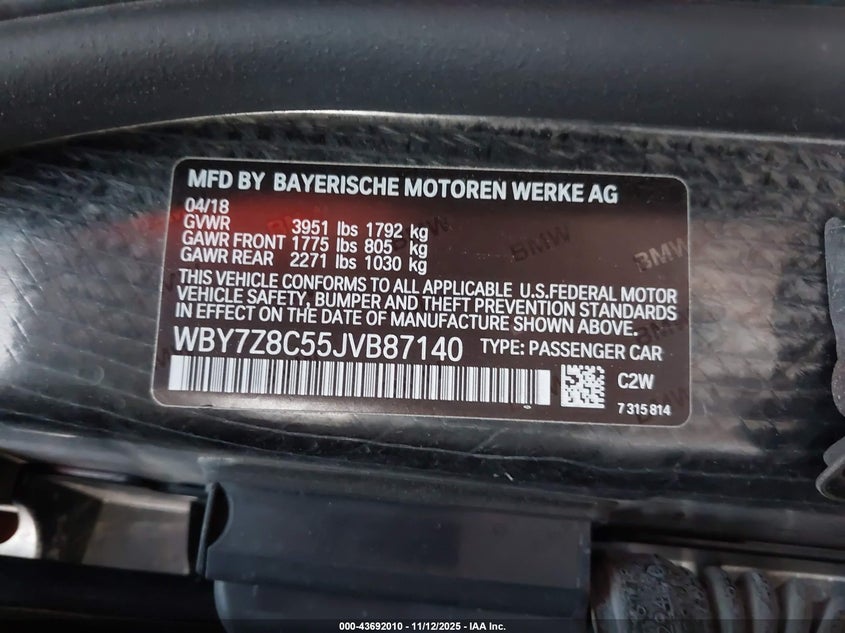 MFD BY BAYERISCHE MOTOREN WERKE AG
04/18
GVWR 3951 lbs 1792 kg
GAWR FRONT 1775 lbs 805 kg
GAWR REAR 2271 lbs 1030 kg
THIS VEHICLE CONFORMS TO ALL APPLICABLE U.S.FEDERAL MOTOR
VEHICLE SAFETY, BUMPER AND THEFT PREVENTION STANDARDS
IN EFFECT ON THE DATE OF MANUFACTURE SHOWN ABOVE.
WBY7Z8C55JVB87140 TYPE: PASSENGER CAR
C2W
7 315 814
BMW
BMW
BMW
000-43692010 - 11/12/2025 - IAA Inc.